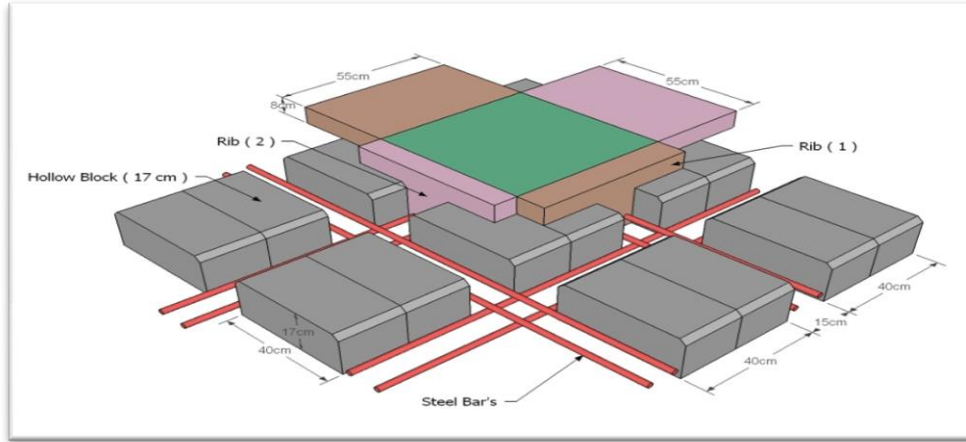 55cm
55cm
8cm
Rib ( 2 )
Rib ( 1 )
Hollow Block ( 17 cm )
17cm
40cm
40cm
15cm
40cm
Steel Bar's